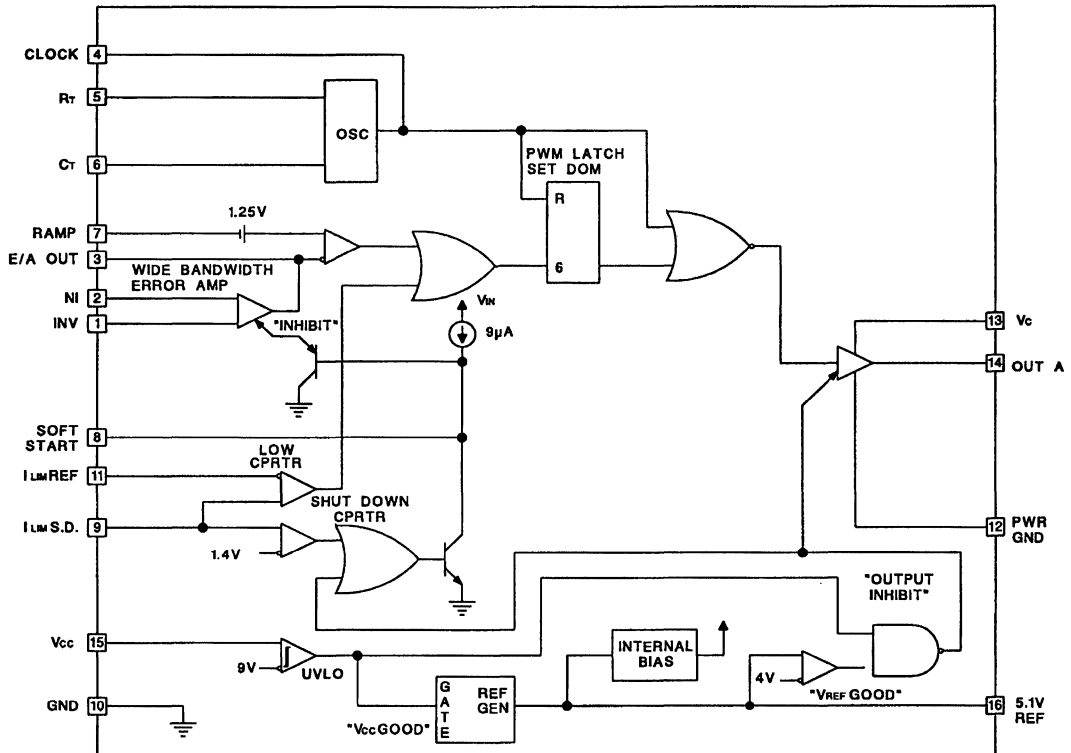 CLOCK
4
RT
5
OSC
CT
6
PWM LATCH
SET DOM
R
6
1.25V
RAMP
7
E/A OUT
3
WIDE BANDWIDTH
ERROR AMP
NI
2
INV
1
"INHIBIT"
VIN
9µA
13
Vc
14
OUT A
SOFT
START
8
LOW
CPRTR
ILIMREF
11
SHUT DOWN
CPRTR
ILIMS.D.
9
1.4V
12
PWR
GND
"OUTPUT
INHIBIT"
Vcc
15
9V
UVLO
INTERNAL
BIAS
4V
"VREF GOOD"
GATE
REF
GEN
"Vcc GOOD"
GND
10
16
5.1V
REF